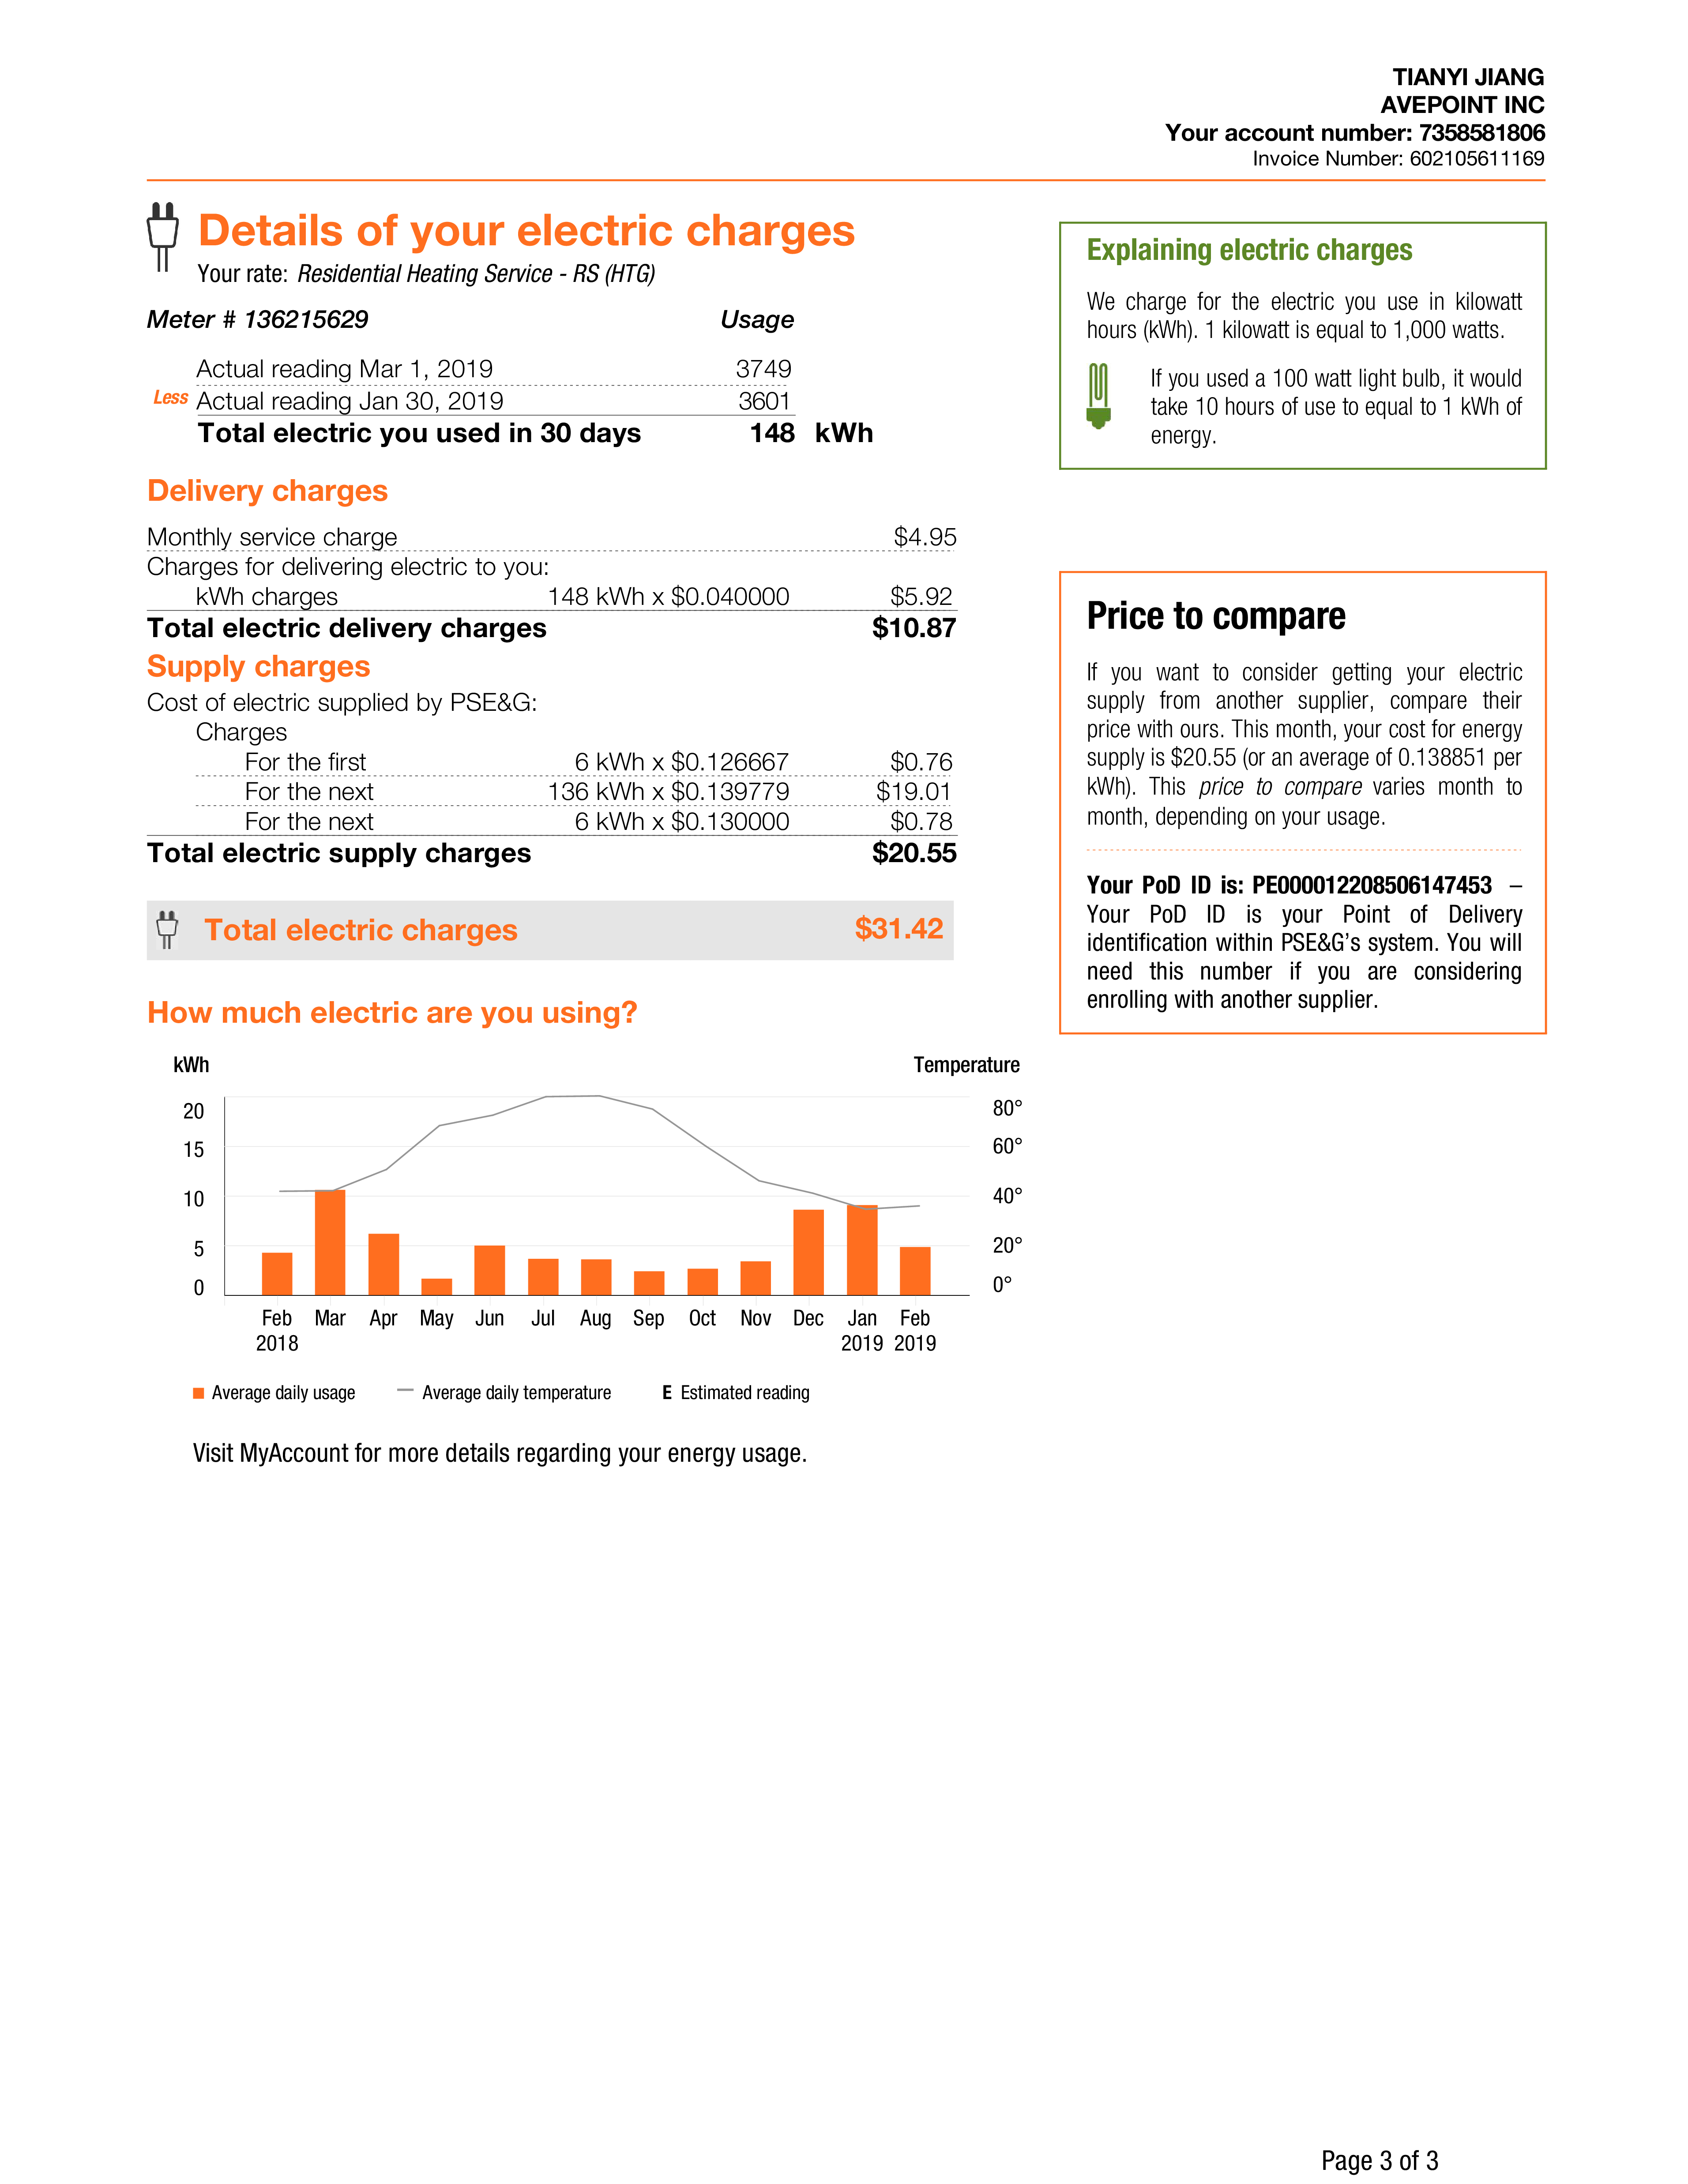 TIANYI JIANG
AVEPOINT INC
Your account number: 7358581806
Invoice Number: 602105611169
Details of your electric charges
Your rate: Residential Heating Service - RS (HTG)
Meter # 136215629 Usage
Actual reading Mar 1, 2019 3749
Less Actual reading Jan 30, 2019 3601
Total electric you used in 30 days 148 kWh
Delivery charges
Monthly service charge $4.95
Charges for delivering electric to you:
kWh charges 148 kWh x $0.040000 $5.92
Total electric delivery charges $10.87
Supply charges
Cost of electric supplied by PSE&G:
Charges
For the first 6 kWh x $0.126667 $0.76
For the next 136 kWh x $0.139779 $19.01
For the next 6 kWh x $0.130000 $0.78
Total electric supply charges $20.55
Total electric charges $31.42
How much electric are you using?
kWh Temperature
20 80°
15 60°
10 40°
5 20°
0 0°
Feb Mar Apr May Jun Jul Aug Sep Oct Nov Dec Jan Feb
2018 2019 2019
Average daily usage Average daily temperature E Estimated reading
Visit MyAccount for more details regarding your energy usage.
Explaining electric charges
We charge for the electric you use in kilowatt
hours (kWh). 1 kilowatt is equal to 1,000 watts.
If you used a 100 watt light bulb, it would
take 10 hours of use to equal to 1 kWh of
energy.
Price to compare
If you want to consider getting your electric
supply from another supplier, compare their
price with ours. This month, your cost for energy
supply is $20.55 (or an average of 0.138851 per
kWh). This price to compare varies month to
month, depending on your usage.
Your PoD ID is: PE000012208506147453 –
Your PoD ID is your Point of Delivery
identification within PSE&G's system. You will
need this number if you are considering
enrolling with another supplier.
Page 3 of 3